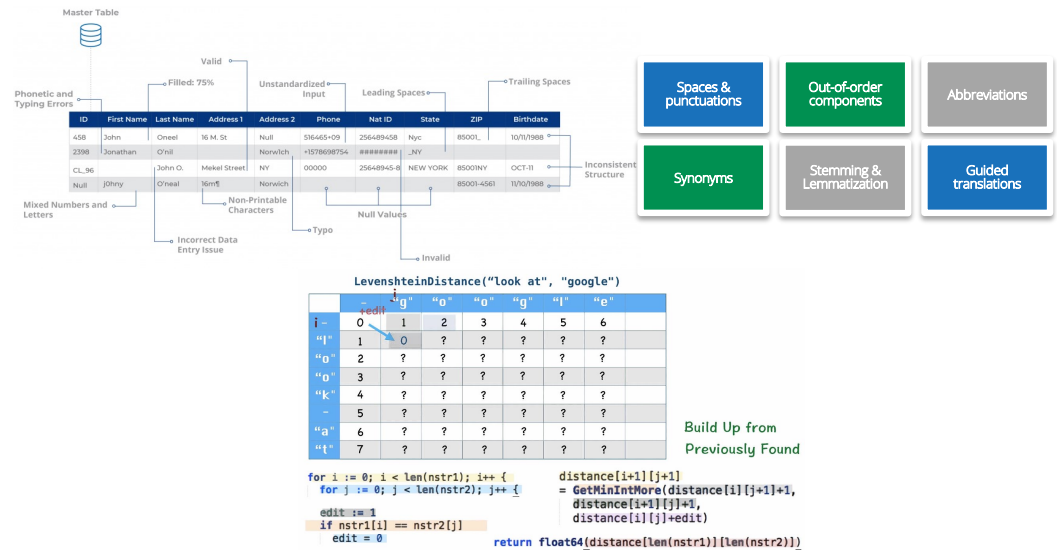 Master Table
Valid
Filled: 75%
Unstandardized
Input
Leading Spaces
Trailing Spaces
Phonetic and
Typing Errors
ID First Name Last Name Address 1 Address 2 Phone Nat ID State ZIP Birthdate
458 John Oneel 16 M. St Null 516465+09 256489458 Nyc 85001_ 10/11/1988
2398 Jonathan O'nil Norw1ch +1578698754 ######## _NY
CL_96 John O. Mekel Street NY 00000 25648945-8 NEW YORK 85001NY OCT-11
Null J0hny O'neal 16m¶ Norwich 85001-4561 11/10/1988
Inconsistent
Structure
Mixed Numbers and
Letters
Non-Printable
Characters
Null Values
Typo
Incorrect Data
Entry Issue
Invalid
Spaces &
punctuations
Out-of-order
components
Abbreviations
Synonyms
Stemming &
Lemmatization
Guided
translations
LevenshteinDistance("look at", "google")
j
– "g" "o" "o" "g" "l" "e"
+edit
i – 0 1 2 3 4 5 6
"l" 1 0 ? ? ? ? ?
"o" 2 ? ? ? ? ? ?
"o" 3 ? ? ? ? ? ?
"k" 4 ? ? ? ? ? ?
– 5 ? ? ? ? ? ?
"a" 6 ? ? ? ? ? ?
"t" 7 ? ? ? ? ? ?
Build Up from
Previously Found
for i := 0; i < len(nstr1); i++ {
for j := 0; j < len(nstr2); j++ {
edit := 1
if nstr1[i] == nstr2[j]
edit = 0
distance[i+1][j+1]
= GetMinIntMore(distance[i][j+1]+1,
distance[i+1][j]+1,
distance[i][j]+edit)
return float64(distance[len(nstr1)][len(nstr2)])